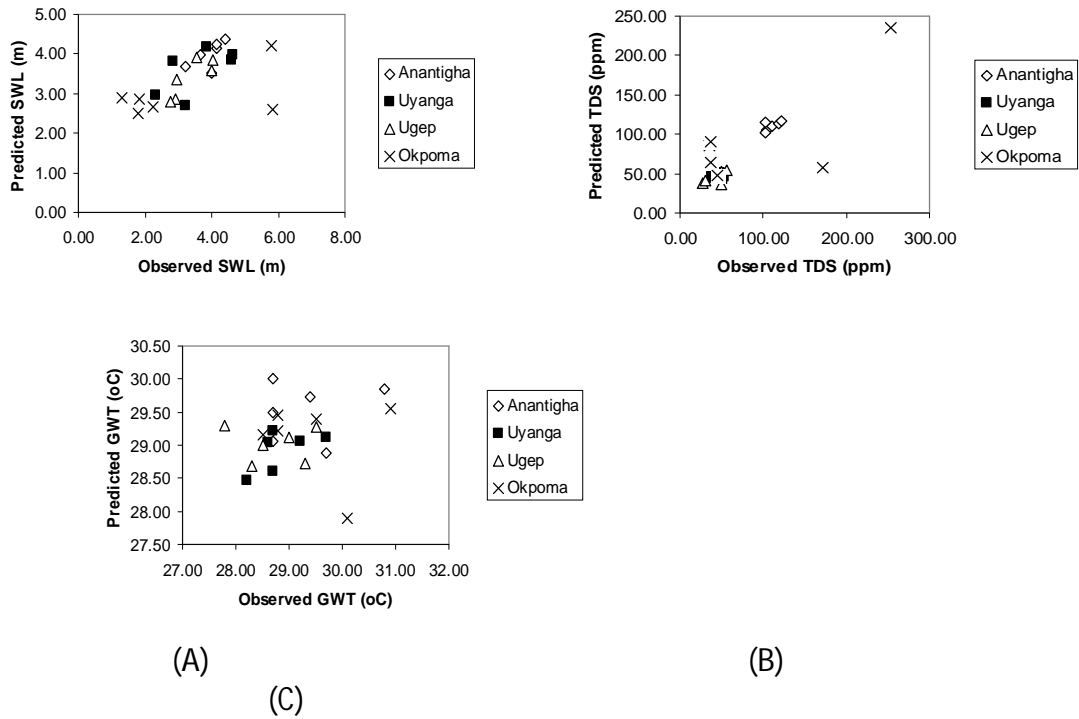 5.00
4.00
3.00
2.00
1.00
0.00
Predicted SWL (m)
0.00 2.00 4.00 6.00 8.00
Observed SWL (m)
Anantigha
Uyanga
Ugep
Okpoma
250.00
200.00
150.00
100.00
50.00
0.00
Predicted TDS (ppm)
0.00 100.00 200.00 300.00
Observed TDS (ppm)
Anantigha
Uyanga
Ugep
Okpoma
30.50
30.00
29.50
29.00
28.50
28.00
27.50
Predicted GWT (oC)
27.00 28.00 29.00 30.00 31.00 32.00
Observed GWT (oC)
Anantigha
Uyanga
Ugep
Okpoma
(A) (B)
(C)